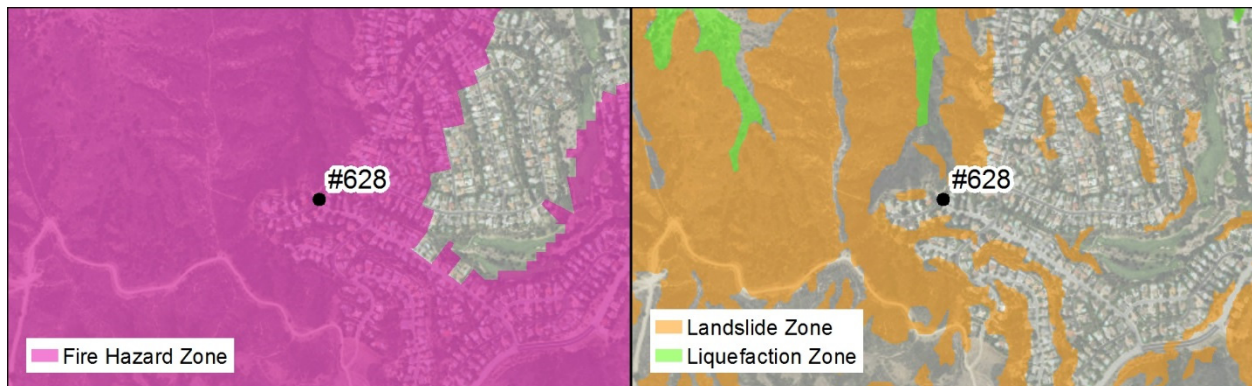 #628
Fire Hazard Zone
#628
Landslide Zone
Liquefaction Zone